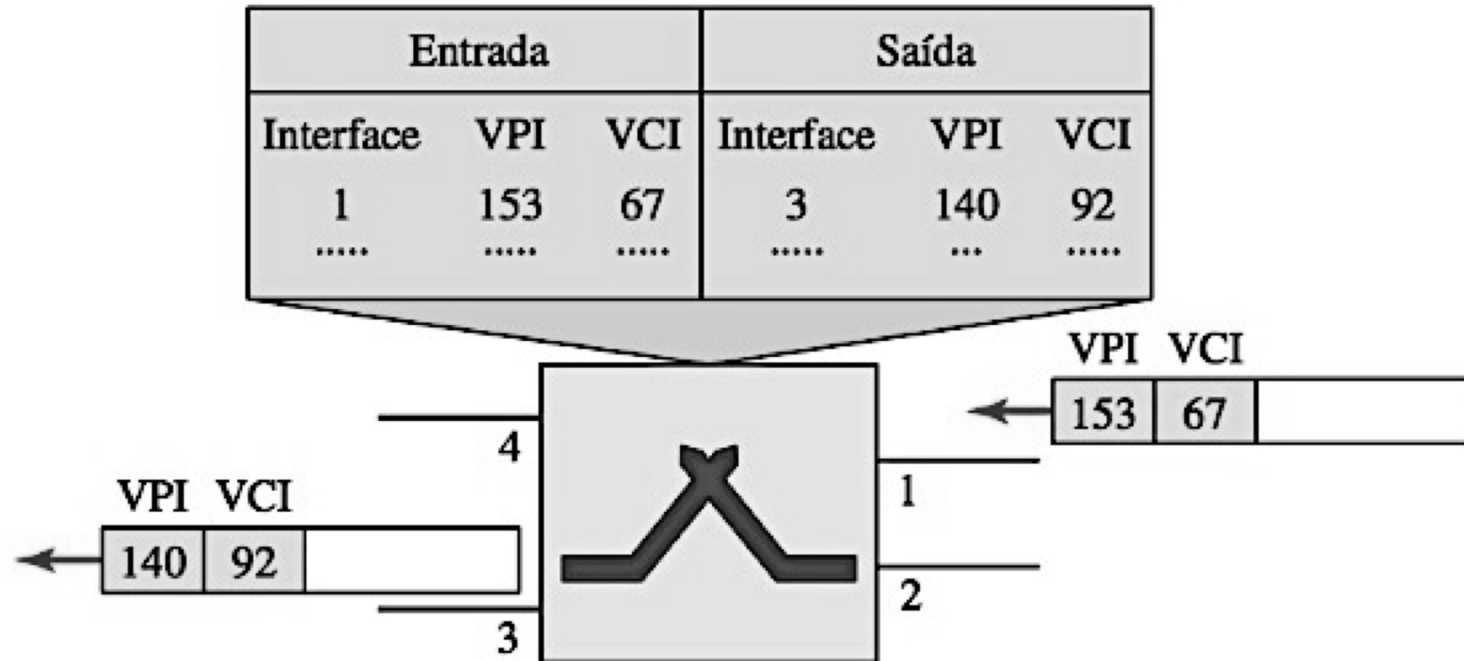 Entrada Saída
Interface VPI VCI Interface VPI VCI
1 153 67 3 140 92
..... ..... ..... ..... ... .....
VPI VCI
153 67
4
1
VPI VCI
140 92
2
3